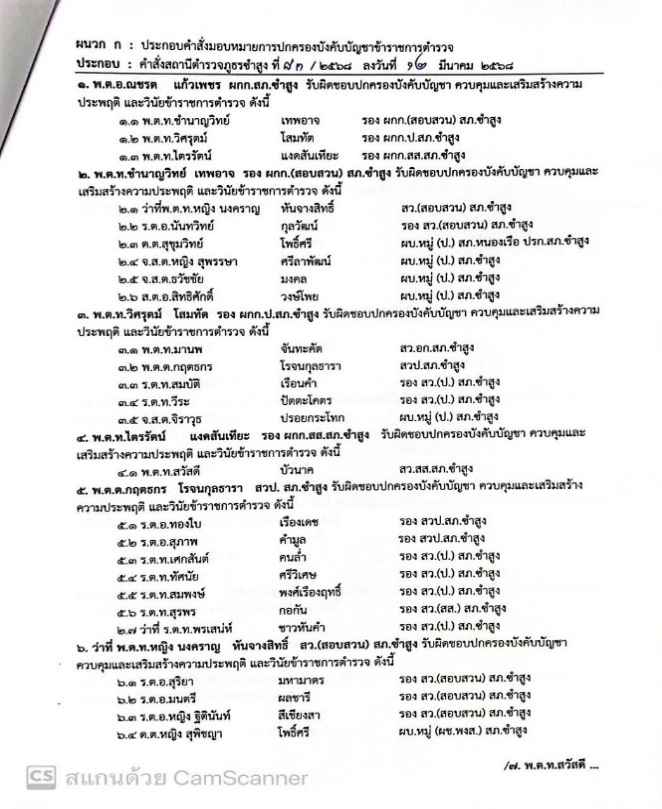 ผนวก ก : ประกอบคำสั่งมอบหมายการปกครองบังคับบัญชาข้าราชการตำรวจ
ประกอบ : คำสั่งสถานีตำรวจภูธรซำสูง ที่ ๘๓ / ๒๕๖๘ ลงวันที่ ๑๒ มีนาคม ๒๕๖๘
๑. พ.ต.อ.ณชรต แก้วเพชร ผกก.สภ.ซำสูง รับผิดชอบปกครองบังคับบัญชา ควบคุมและเสริมสร้างความ
ประพฤติ และวินัยข้าราชการตำรวจ ดังนี้
๑.๑ พ.ต.ท.ชำนาญวิทย์ เทพอาจ รอง ผกก.(สอบสวน) สภ.ซำสูง
๑.๒ พ.ต.ท.วิศรุตม์ โสมทัต รอง ผกก.ป.สภ.ซำสูง
๑.๓ พ.ต.ท.ไตรรัตน์ แงดสันเทียะ รอง ผกก.สส.สภ.ซำสูง
๒. พ.ต.ท.ชำนาญวิทย์ เทพอาจ รอง ผกก.(สอบสวน) สภ.ซำสูง รับผิดชอบปกครองบังคับบัญชา ควบคุมและ
เสริมสร้างความประพฤติ และวินัยข้าราชการตำรวจ ดังนี้
๒.๑ ว่าที่พ.ต.ท.หญิง นงคราญ หันจางสิทธิ์ สว.(สอบสวน) สภ.ซำสูง
๒.๒ ร.ต.อ.นันทวิทย์ กุลวัฒน์ รอง สว.(สอบสวน) สภ.ซำสูง
๒.๓ ด.ต.สุขุมวิทย์ โพธิ์ศรี ผบ.หมู่ (ป.) สภ.หนองเรือ ปรก.สภ.ซำสูง
๒.๔ จ.ส.ต.หญิง สุพรรษา ศรีลาพัฒน์ ผบ.หมู่ (ป.) สภ.ซำสูง
๒.๕ จ.ส.ต.ธวัชชัย มงคล ผบ.หมู่ (ป.) สภ.ซำสูง
๒.๖ ส.ต.อ.สิทธิศักดิ์ วงษ์โพย ผบ.หมู่ (ป.) สภ.ซำสูง
๓. พ.ต.ท.วิศรุตม์ โสมทัต รอง ผกก.ป.สภ.ซำสูง รับผิดชอบปกครองบังคับบัญชา ควบคุมและเสริมสร้างความ
ประพฤติ และวินัยข้าราชการตำรวจ ดังนี้
๓.๑ พ.ต.ท.มานพ จันทะคัต สว.อก.สภ.ซำสูง
๓.๒ พ.ต.ต.กฤตธกร โรจนกุลธารา สวป.สภ.ซำสูง
๓.๓ ร.ต.ท.สมบัติ เรือนคำ รอง สว.(ป.) สภ.ซำสูง
๓.๔ ร.ต.ท.วีระ ปัตตะโคตร รอง สว.(ป.) สภ.ซำสูง
๓.๕ จ.ส.ต.จิราวุธ ปรอยกระโทก ผบ.หมู่ (ป.) สภ.ซำสูง
๔. พ.ต.ท.ไตรรัตน์ แงดสันเทียะ รอง ผกก.สส.สภ.ซำสูง รับผิดชอบปกครองบังคับบัญชา ควบคุมและ
เสริมสร้างความประพฤติ และวินัยข้าราชการตำรวจ ดังนี้
๔.๑ พ.ต.ท.สวัสดี บัวนาค สว.สส.สภ.ซำสูง
๕. พ.ต.ต.กฤตธกร โรจนกุลธารา สวป. สภ.ซำสูง รับผิดชอบปกครองบังคับบัญชา ควบคุมและเสริมสร้าง
ความประพฤติ และวินัยข้าราชการตำรวจ ดังนี้
๕.๑ ร.ต.อ.ทองใบ เรืองเดช รอง สวป.สภ.ซำสูง
๕.๒ ร.ต.อ.สุภาพ คำมูล รอง สวป.สภ.ซำสูง
๕.๓ ร.ต.ท.เศกสันต์ คนล่ำ รอง สว.(ป.) สภ.ซำสูง
๕.๔ ร.ต.ท.ทัศนัย ศรีวิเศษ รอง สว.(ป.) สภ.ซำสูง
๕.๕ ร.ต.ท.สมพงษ์ พงศ์เรืองฤทธิ์ รอง สว.(ป.) สภ.ซำสูง
๕.๖ ร.ต.ท.สุรพร กอกัน รอง สว.(สส.) สภ.ซำสูง
๒.๗ ว่าที่ ร.ต.ท.พรเสน่ห์ ชาวหันคำ รอง สว.(ป.) สภ.ซำสูง
๖. ว่าที่ พ.ต.ท.หญิง นงคราญ หันจางสิทธิ์ สว.(สอบสวน) สภ.ซำสูง รับผิดชอบปกครองบังคับบัญชา
ควบคุมและเสริมสร้างความประพฤติ และวินัยข้าราชการตำรวจ ดังนี้
๖.๑ ร.ต.อ.สุริยา มหามาตร รอง สว.(สอบสวน) สภ.ซำสูง
๖.๒ ร.ต.อ.มนตรี ผลชารี รอง สว.(สอบสวน) สภ.ซำสูง
๖.๓ ร.ต.อ.หญิง ฐิตินันท์ สีเชียงสา รอง สว.(สอบสวน) สภ.ซำสูง
๖.๔ ด.ต.หญิง สุพิชญา โพธิ์ศรี ผบ.หมู่ (ผช.พงส.) สภ.ซำสูง
/๗. พ.ต.ท.สวัสดี ...
CS สแกนด้วย CamScanner